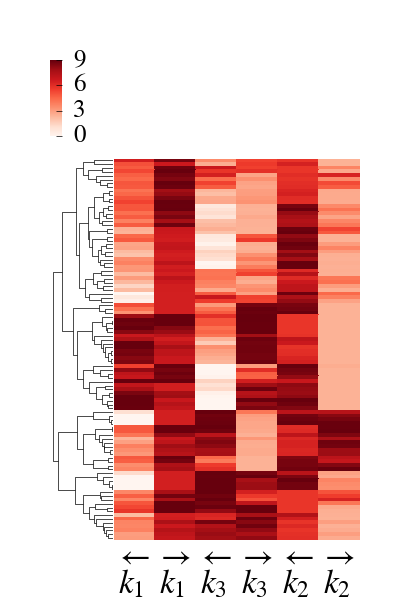 9
6
3
0
← → ← → ← →
k₁ k₁ k₃ k₃ k₂ k₂